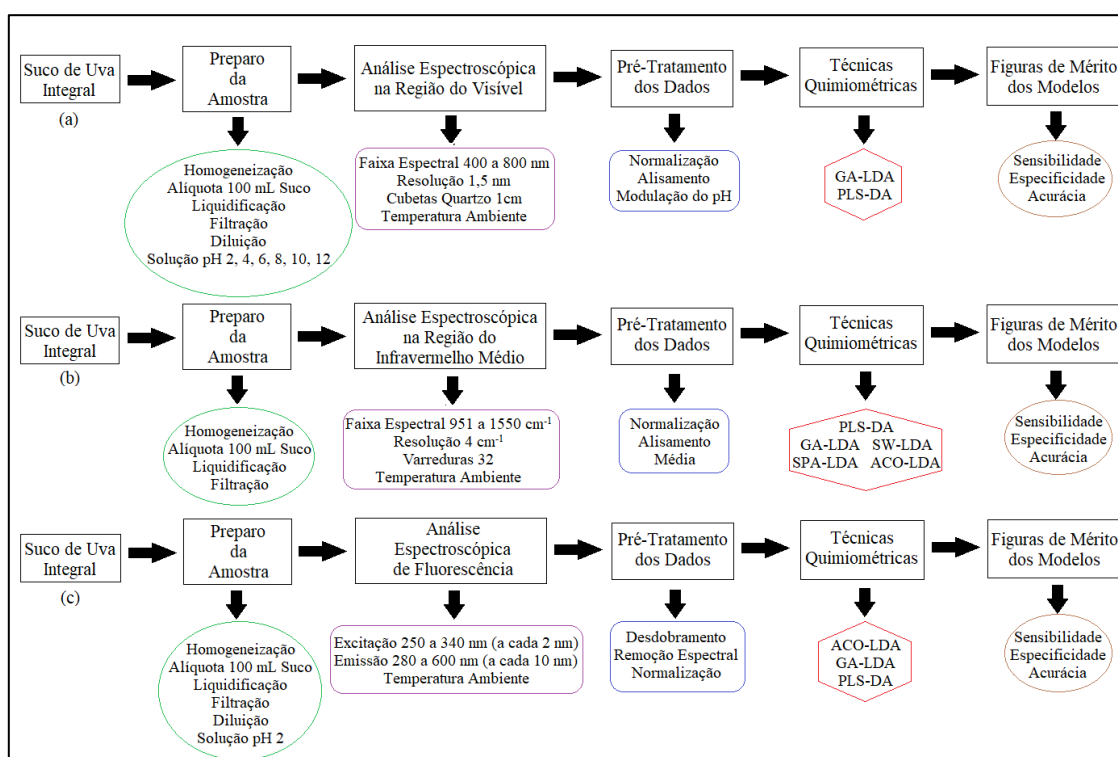 Suco de Uva
Integral
(a)
Preparo
da
Amostra
Análise Espectroscópica
na Região do Visível
Pré-Tratamento
dos Dados
Técnicas
Quimiométricas
Figuras de Mérito
dos Modelos
Homogeneização
Alíquota 100 mL Suco
Liquidificação
Filtração
Diluição
Solução pH 2, 4, 6, 8, 10, 12
Faixa Espectral 400 a 800 nm
Resolução 1,5 nm
Cubetas Quartzo 1cm
Temperatura Ambiente
Normalização
Alisamento
Modulação do pH
GA-LDA
PLS-DA
Sensibilidade
Especificidade
Acurácia
Suco de Uva
Integral
(b)
Preparo
da
Amostra
Análise Espectroscópica
na Região do
Infravermelho Médio
Pré-Tratamento
dos Dados
Técnicas
Quimiométricas
Figuras de Mérito
dos Modelos
Homogeneização
Alíquota 100 mL Suco
Liquidificação
Filtração
Faixa Espectral 951 a 1550 cm⁻¹
Resolução 4 cm⁻¹
Varreduras 32
Temperatura Ambiente
Normalização
Alisamento
Média
PLS-DA
GA-LDA SW-LDA
SPA-LDA ACO-LDA
Sensibilidade
Especificidade
Acurácia
Suco de Uva
Integral
(c)
Preparo
da
Amostra
Análise
Espectroscópica
de Fluorescência
Pré-Tratamento
dos Dados
Técnicas
Quimiométricas
Figuras de Mérito
dos Modelos
Homogeneização
Alíquota 100 mL Suco
Liquidificação
Filtração
Diluição
Solução pH 2
Excitação 250 a 340 nm (a cada 2 nm)
Emissão 280 a 600 nm (a cada 10 nm)
Temperatura Ambiente
Desdobramento
Remoção Espectral
Normalização
ACO-LDA
GA-LDA
PLS-DA
Sensibilidade
Especificidade
Acurácia